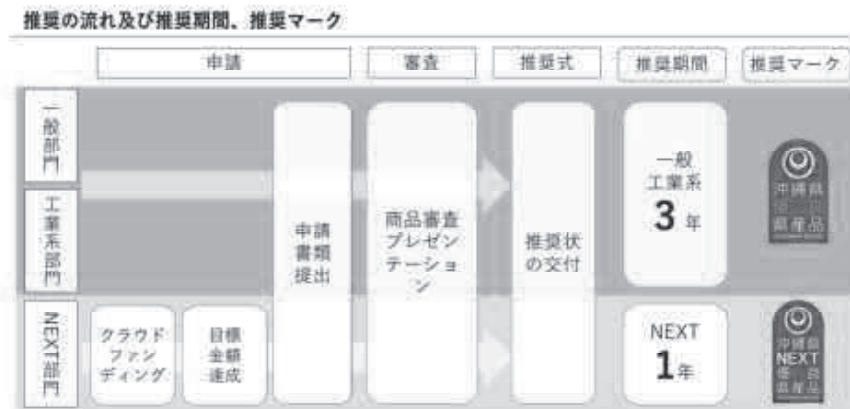 推奨の流れ及び推奨期間、推奨マーク
申請
審査
推奨式
推奨期間
推奨マーク
一般部門
工業系部門
NEXT部門
クラウド
ファン
ディング
目標
金額
達成
申請
書類
提出
商品審査
プレゼン
テーショ
ン
推奨状
の交付
一般
工業系
3 年
NEXT
1年
沖縄県
県産品
沖縄県
NEXT
優良
県産品